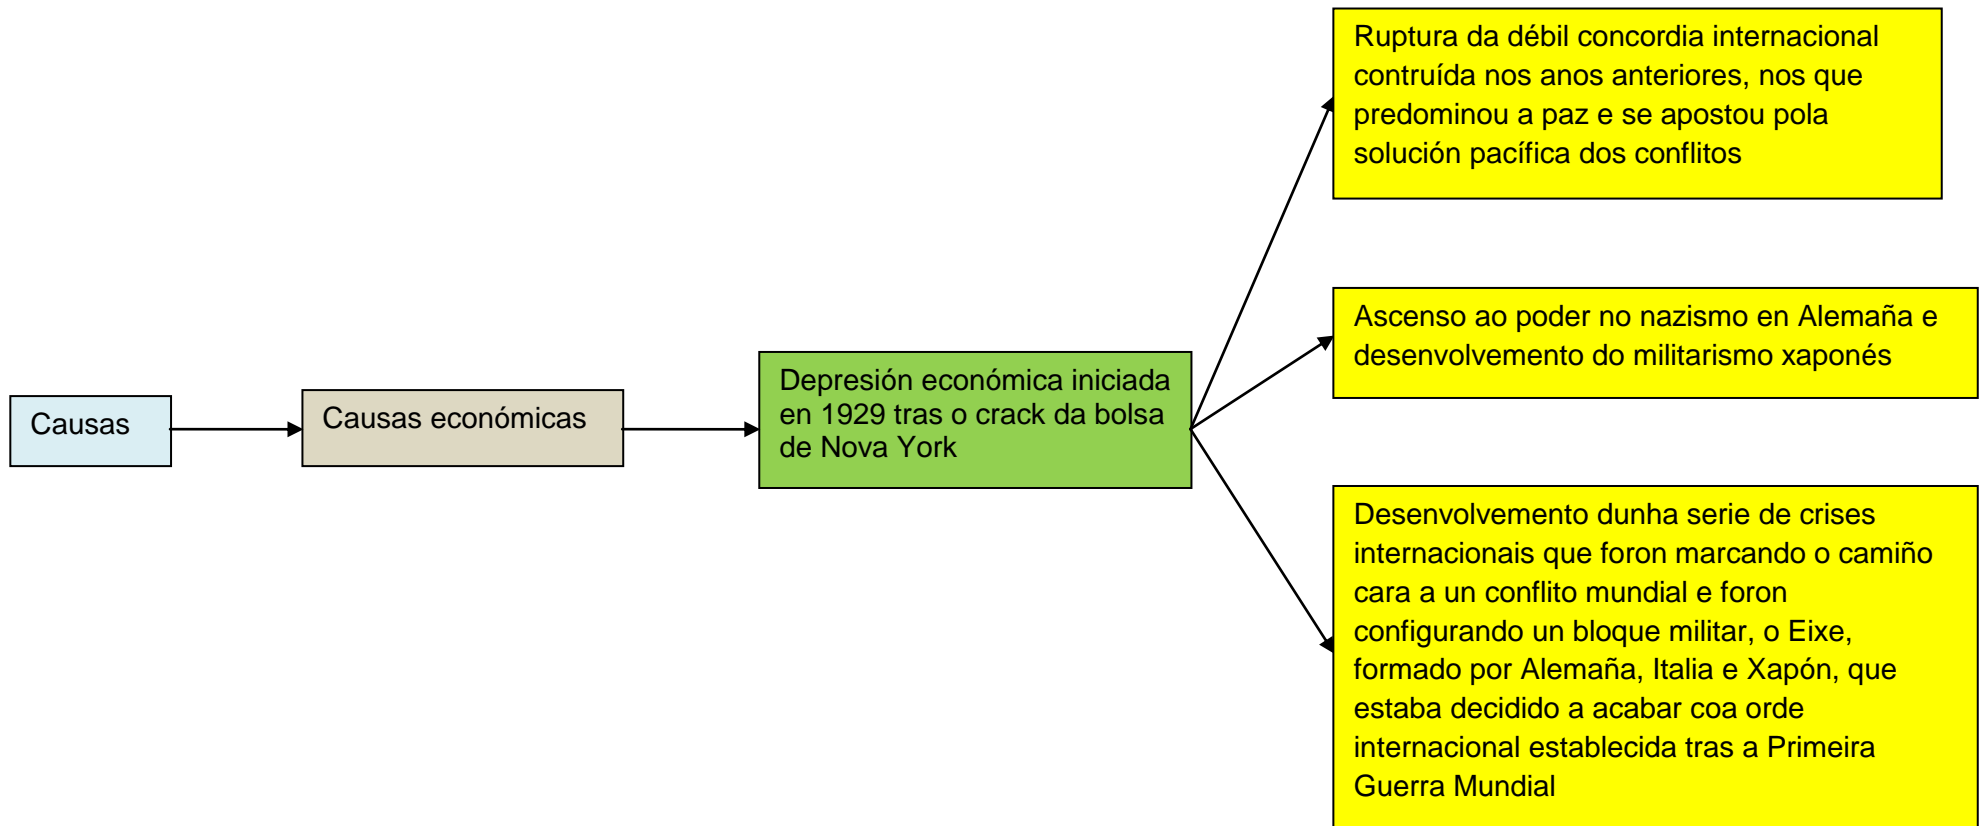 Causas
Causas económicas
Depresión económica iniciada
en 1929 tras o crack da bolsa
de Nova York
Ruptura da débil concordia internacional
contruída nos anos anteriores, nos que
predominou a paz e se apostou pola
solución pacífica dos conflitos
Ascenso ao poder no nazismo en Alemaña e
desenvolvemento do militarismo xaponés
Desenvolvemento dunha serie de crises
internacionais que foron marcando o camiño
cara a un conflito mundial e foron
configurando un bloque militar, o Eixe,
formado por Alemaña, Italia e Xapón, que
estaba decidido a acabar coa orde
internacional establecida tras a Primeira
Guerra Mundial